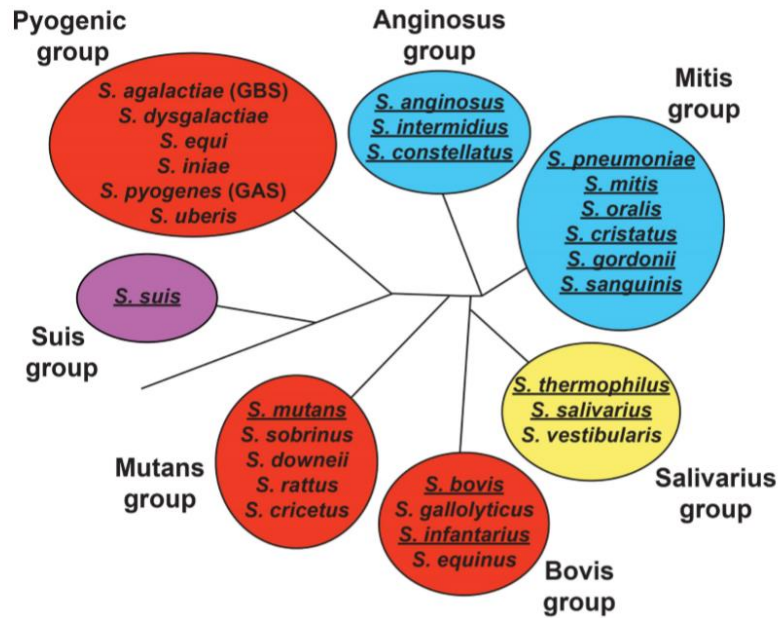 Pyogenic
group
S. agalactiae (GBS)
S. dysgalactiae
S. equi
S. iniae
S. pyogenes (GAS)
S. uberis
Anginosus
group
S. anginosus
S. intermidius
S. constellatus
Mitis
group
S. pneumoniae
S. mitis
S. oralis
S. cristatus
S. gordonii
S. sanguinis
S. suis
Suis
group
S. thermophilus
S. salivarius
S. vestibularis
Salivarius
group
S. mutans
S. sobrinus
S. downeii
S. rattus
S. cricetus
Mutans
group
S. bovis
S. gallolyticus
S. infantarius
S. equinus
Bovis
group